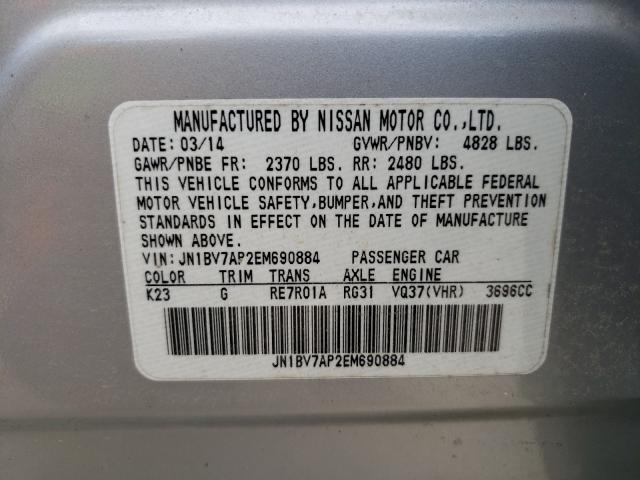 MANUFACTURED BY NISSAN MOTOR CO.,LTD.
DATE: 03/14 GVWR/PNBV: 4828 LBS.
GAWR/PNBE FR: 2370 LBS. RR: 2480 LBS.
THIS VEHICLE CONFORMS TO ALL APPLICABLE FEDERAL
MOTOR VEHICLE SAFETY,BUMPER,AND THEFT PREVENTION
STANDARDS IN EFFECT ON THE DATE OF MANUFACTURE
SHOWN ABOVE.
VIN: JN1BV7AP2EM690884 PASSENGER CAR
COLOR TRIM TRANS AXLE ENGINE
K23 G RE7R01A RG31 VQ37(VHR) 3696CC
JN1BV7AP2EM690884